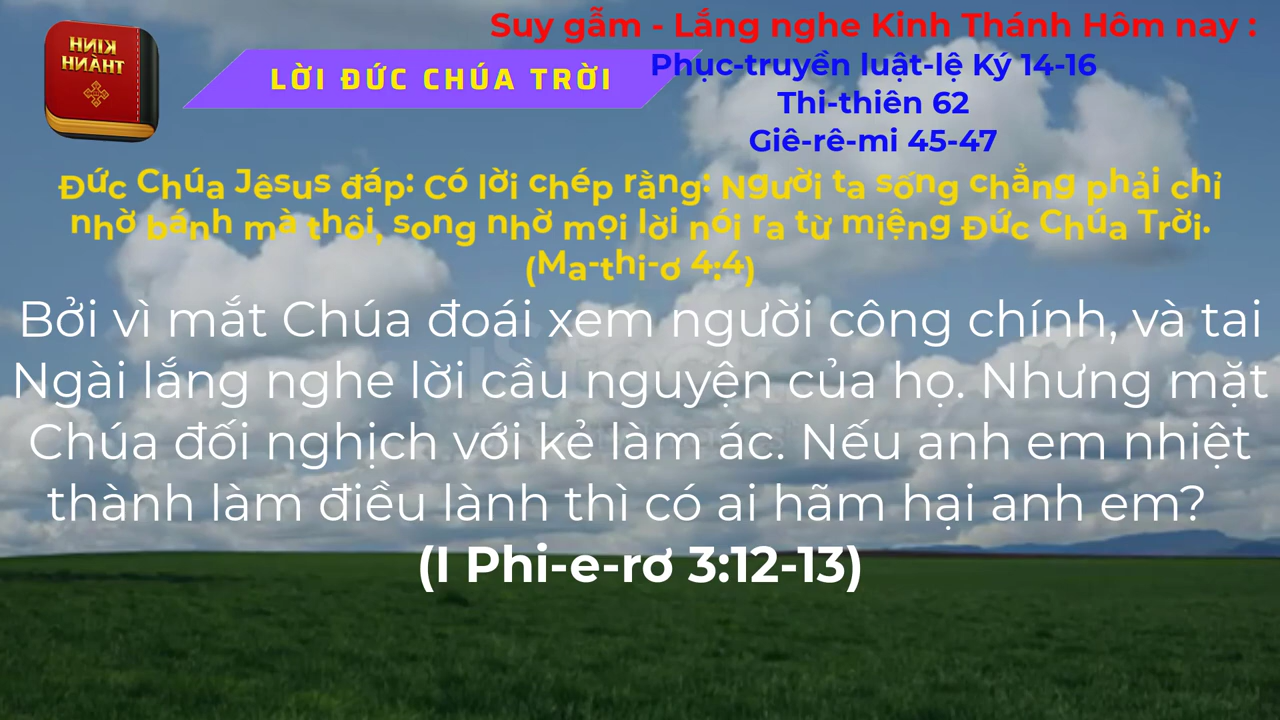 Suy gẫm - Lắng nghe Kinh Thánh Hôm nay :
KINH
THÁNH
LỜI ĐỨC CHÚA TRỜI
Phục-truyền luật-lệ Ký 14-16
Thi-thiên 62
Giê-rê-mi 45-47
Đức Chúa Jêsus đáp: Có lời chép rằng: Người ta sống chẳng phải chỉ
nhờ bánh mà thôi, song nhờ mọi lời nói ra từ miệng Đức Chúa Trời.
(Ma-thi-ơ 4:4)
Bởi vì mắt Chúa đoái xem người công chính, và tai
Ngài lắng nghe lời cầu nguyện của họ. Nhưng mặt
Chúa đối nghịch với kẻ làm ác. Nếu anh em nhiệt
thành làm điều lành thì có ai hãm hại anh em?
(I Phi-e-rơ 3:12-13)